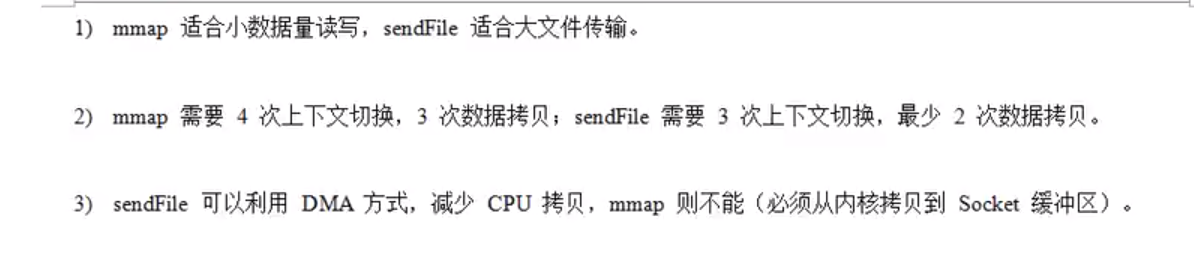 1) mmap 适合小数据量读写，sendFile 适合大文件传输。
2) mmap 需要 4 次上下文切换，3 次数据拷贝；sendFile 需要 3 次上下文切换，最少 2 次数据拷贝。
3) sendFile 可以利用 DMA 方式，减少 CPU 拷贝，mmap 则不能（必须从内核拷贝到 Socket 缓冲区）。